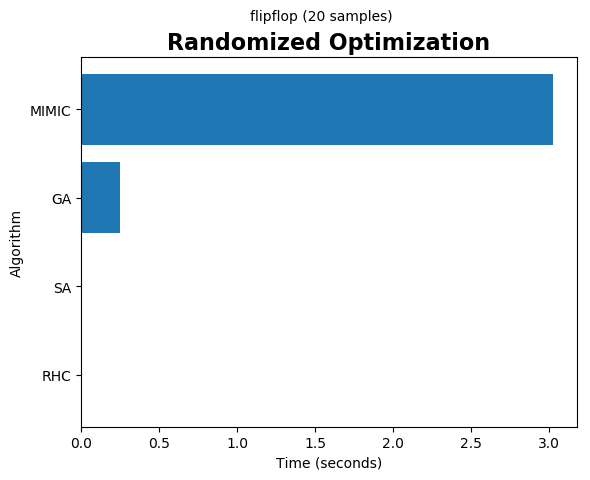 flipflop (20 samples)
Randomized Optimization
MIMIC
GA
SA
RHC
Algorithm
0.0 0.5 1.0 1.5 2.0 2.5 3.0
Time (seconds)